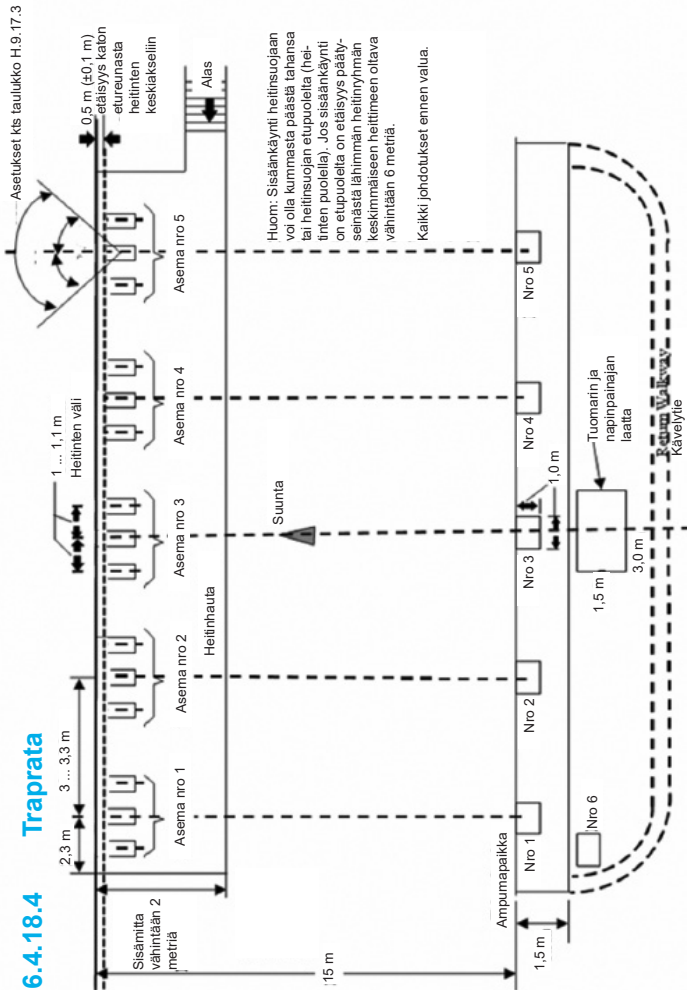 6.4.18.4 Traprata
Asetukset kts taulukko H.9.17.3
0,5 m (±0,1 m)
etäisyys katon
etureunasta
heitinten
keskiakseliin
1 ... 1,1 m
Heitinten väli
3 ... 3,3 m
2,3 m
Alas
Asema nro 1
Asema nro 2
Asema nro 3
Asema nro 4
Asema nro 5
Heitinhauta
Sisämitta
vähintään 2
metriä
Suunta
Huom: Sisäänkäynti heitinsuojaan
voi olla kummasta päästä tahansa
tai heitinsuojan etupuolelta (hei-
tinten puolella). Jos sisäänkäynti
on etupuolelta on etäisyys pääty-
seinästä lähimmän heitinryhmän
keskimmäiseen heittimeen oltava
vähintään 6 metriä.
Kaikki johdotukset ennen valua.
15 m
Ampumapaikka
Nro 1
Nro 2
Nro 3
Nro 4
Nro 5
1,0 m
1,5 m
Nro 6
1,5 m
3,0 m
Tuomarin ja
napinpainajan
laatta
Return Walkway
Kävelytie